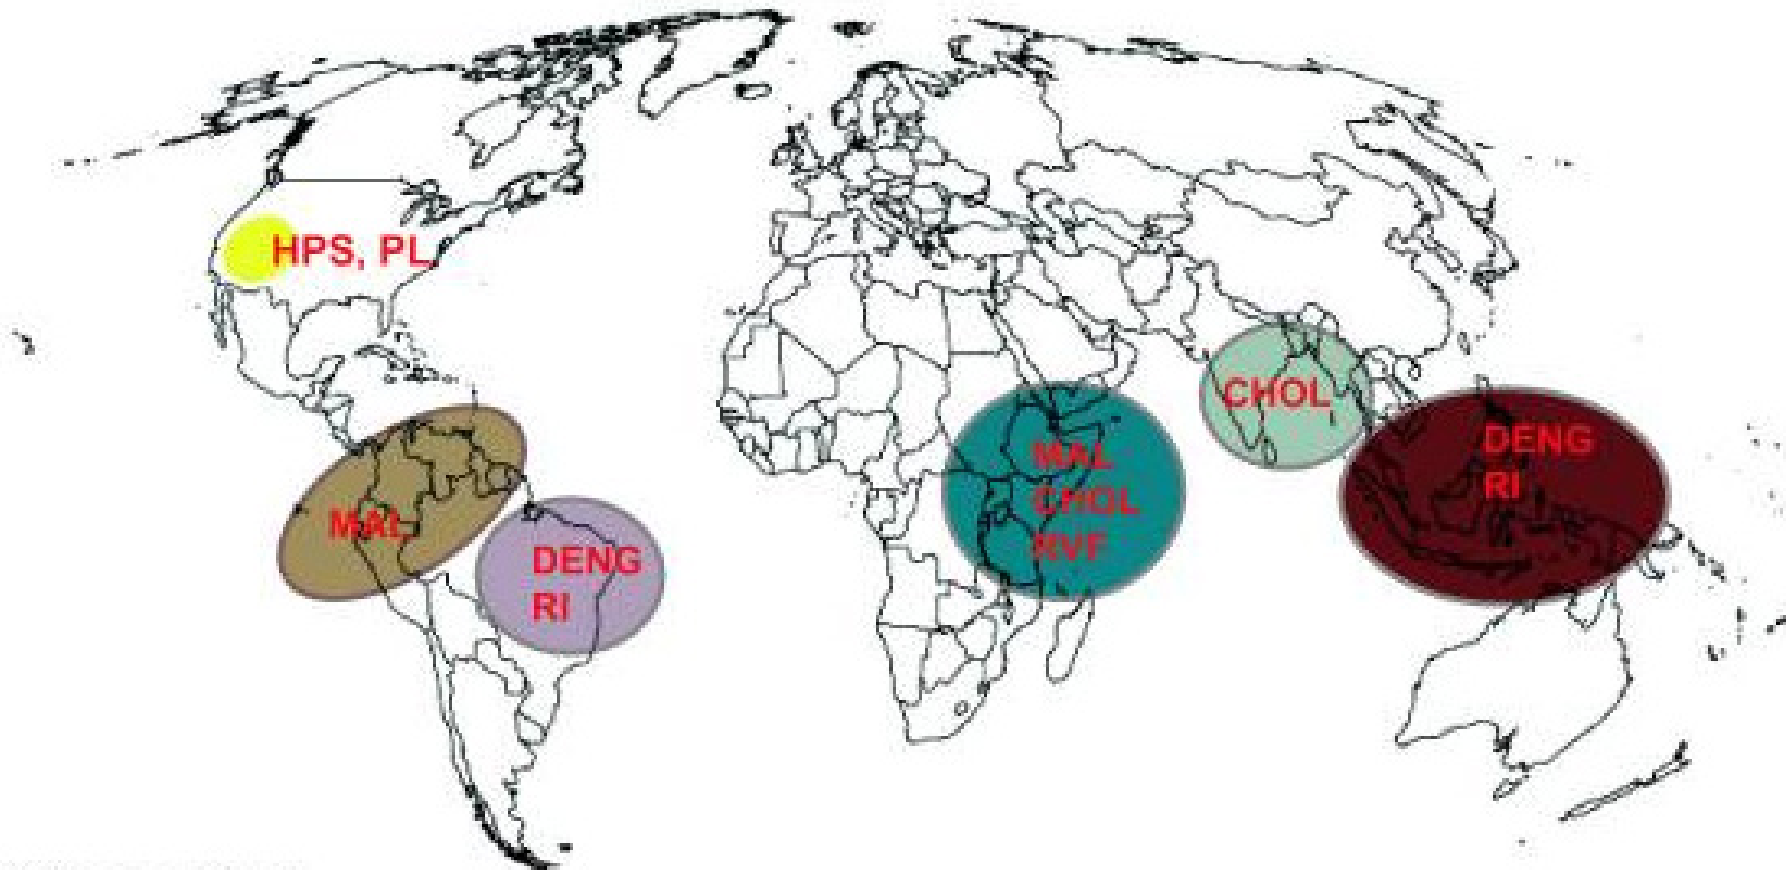 HPS, PL
MAL
DENG
RI
MAL
CHOL
RVF
CHOL
DENG
RI